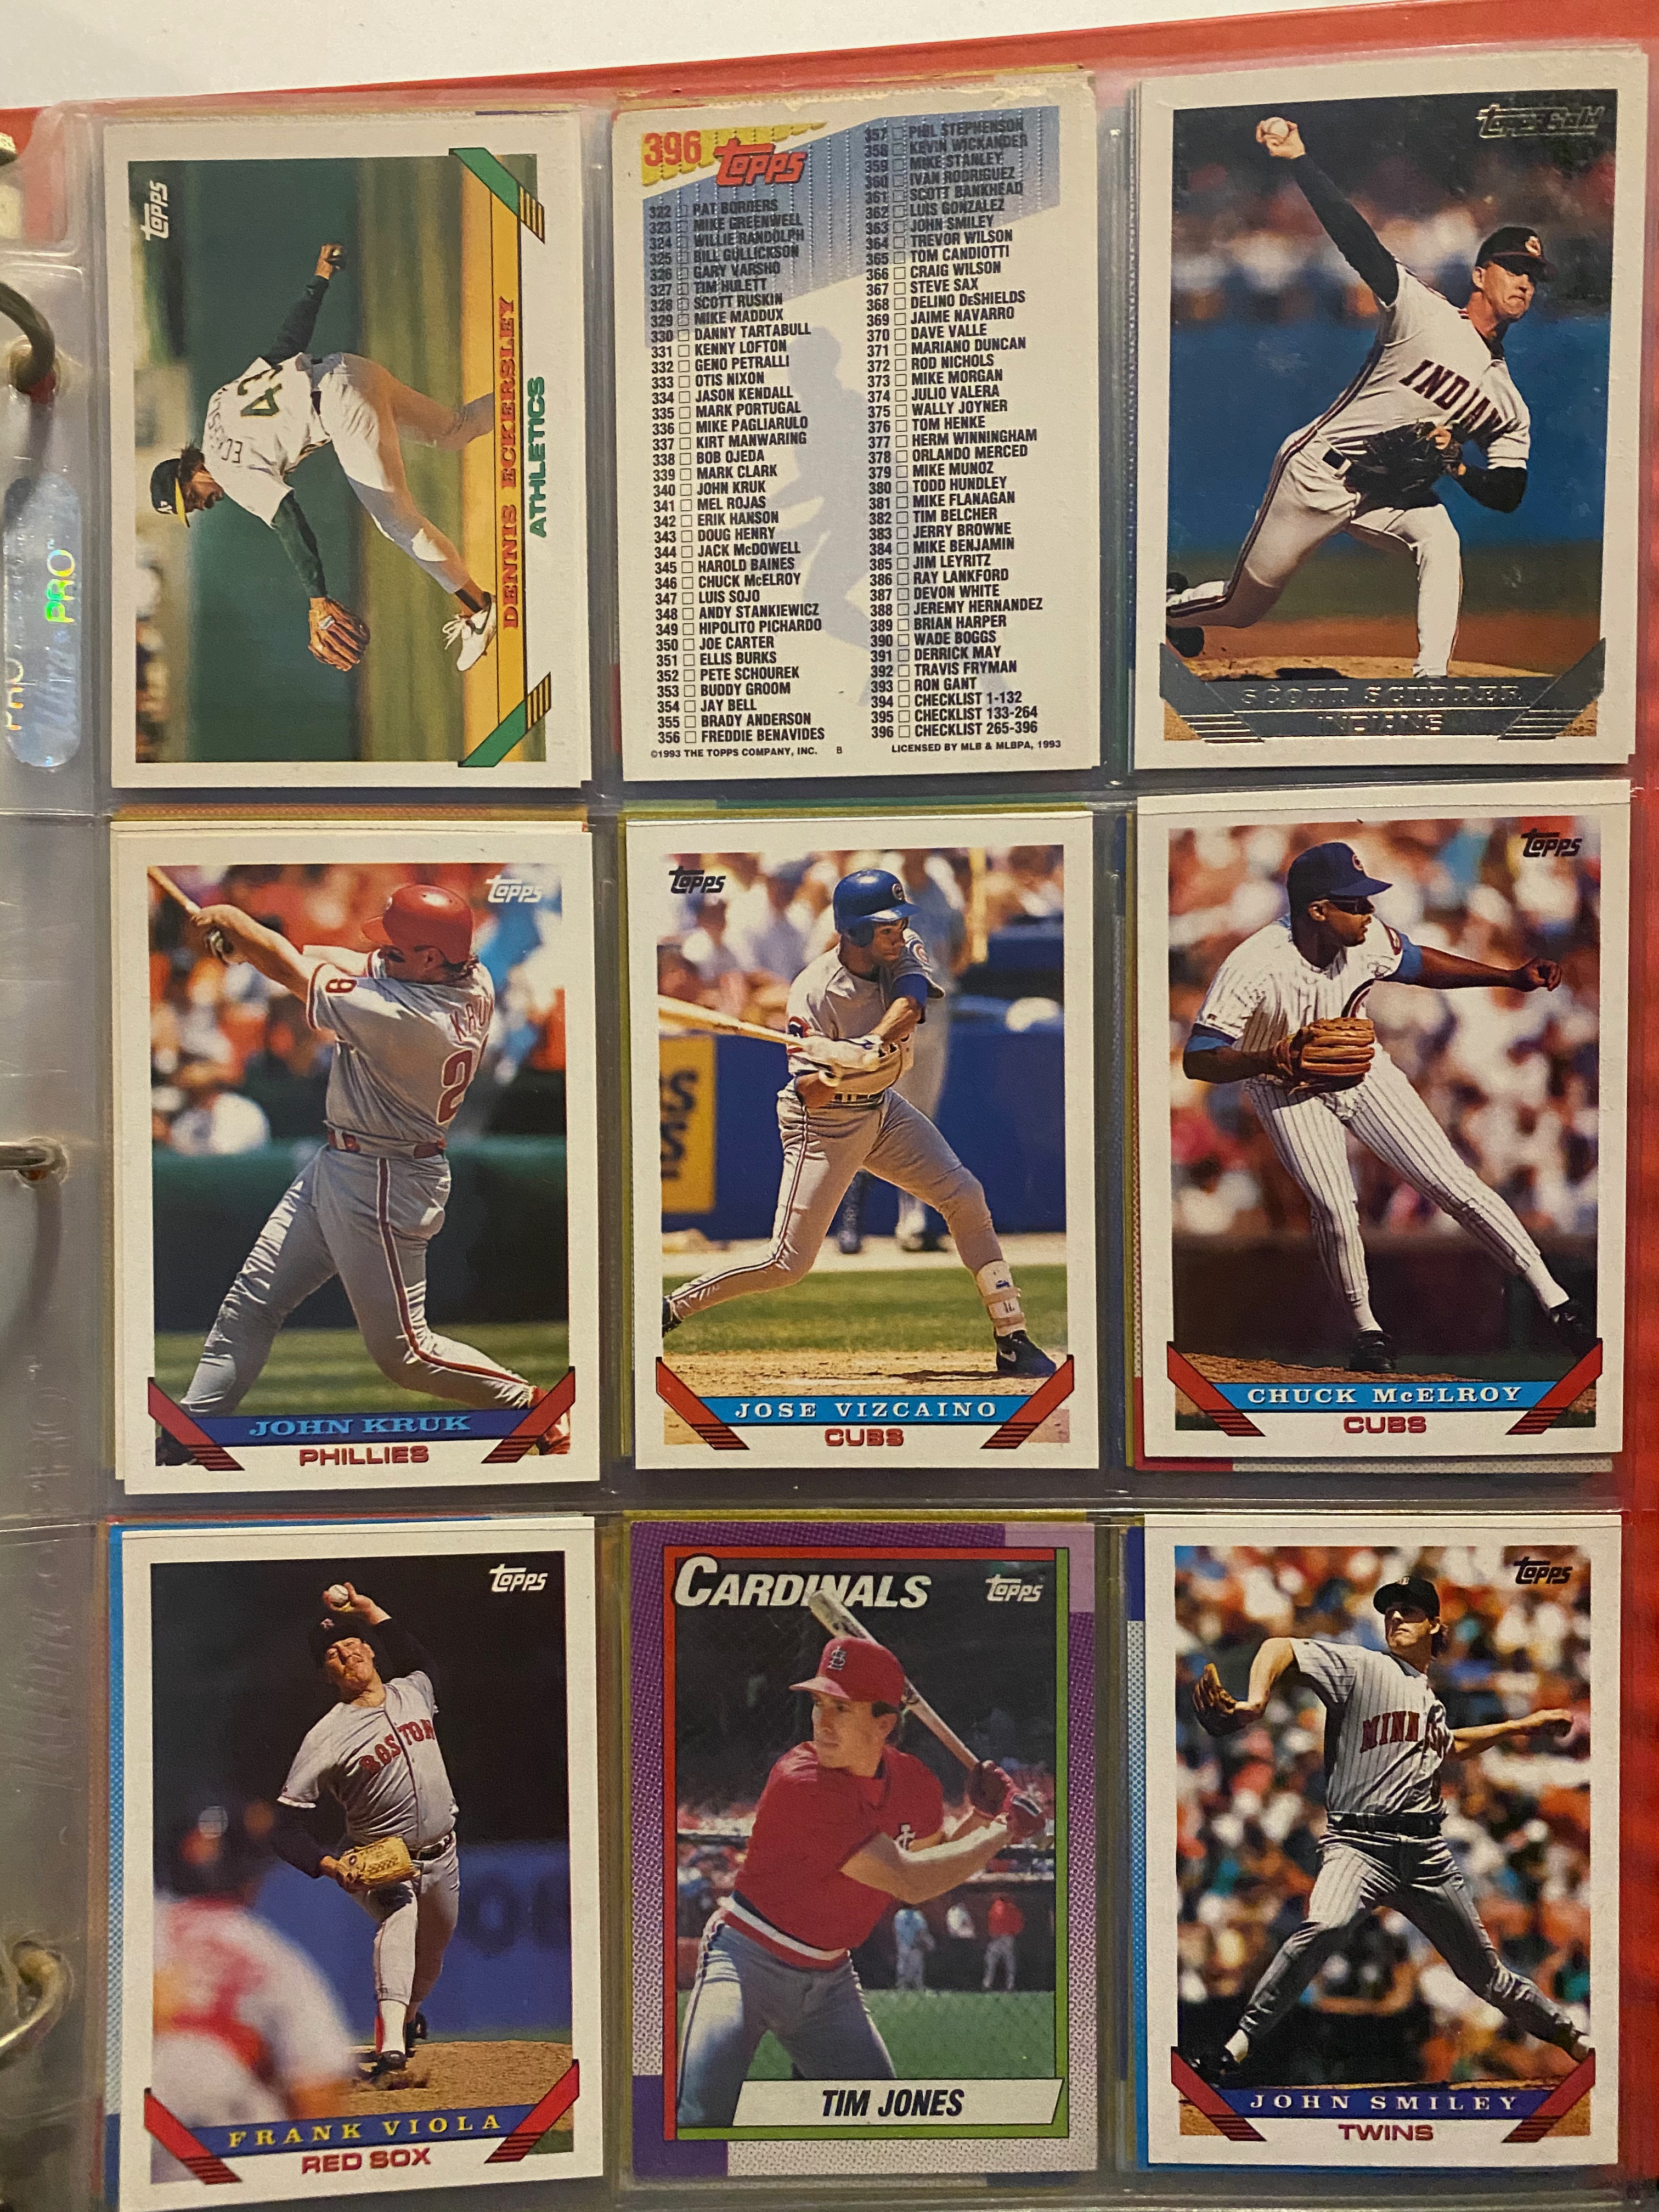 Topps
DENNIS ECKERSLEY
ATHLETICS
43
396 Topps
322 PAT BORDERS
323 MIKE GREENWELL
324 WILLIE RANDOLPH
325 BILL GULLICKSON
326 GARY VARSHO
327 TIM HULETT
328 SCOTT RUSKIN
329 MIKE MADDUX
330 DANNY TARTABULL
331 KENNY LOFTON
332 GENO PETRALLI
333 OTIS NIXON
334 JASON KENDALL
335 MARK PORTUGAL
336 MIKE PAGLIARULO
337 KIRT MANWARING
338 BOB OJEDA
339 MARK CLARK
340 JOHN KRUK
341 MEL ROJAS
342 ERIK HANSON
343 DOUG HENRY
344 JACK McDOWELL
345 HAROLD BAINES
346 CHUCK McELROY
347 LUIS SOJO
348 ANDY STANKIEWICZ
349 HIPOLITO PICHARDO
350 JOE CARTER
351 ELLIS BURKS
352 PETE SCHOUREK
353 BUDDY GROOM
354 JAY BELL
355 BRADY ANDERSON
356 FREDDIE BENAVIDES
357 PHIL STEPHENSON
358 KEVIN WICKANDER
359 MIKE STANLEY
360 IVAN RODRIGUEZ
361 SCOTT BANKHEAD
362 LUIS GONZALEZ
363 JOHN SMILEY
364 TREVOR WILSON
365 TOM CANDIOTTI
366 CRAIG WILSON
367 STEVE SAX
368 DELINO DeSHIELDS
369 JAIME NAVARRO
370 DAVE VALLE
371 MARIANO DUNCAN
372 ROD NICHOLS
373 MIKE MORGAN
374 JULIO VALERA
375 WALLY JOYNER
376 TOM HENKE
377 HERM WINNINGHAM
378 ORLANDO MERCED
379 MIKE MUNOZ
380 TODD HUNDLEY
381 MIKE FLANAGAN
382 TIM BELCHER
383 JERRY BROWNE
384 MIKE BENJAMIN
385 JIM LEYRITZ
386 RAY LANKFORD
387 DEVON WHITE
388 JEREMY HERNANDEZ
389 BRIAN HARPER
390 WADE BOGGS
391 DERRICK MAY
392 TRAVIS FRYMAN
393 RON GANT
394 CHECKLIST 1-132
395 CHECKLIST 133-264
396 CHECKLIST 265-396
©1993 THE TOPPS COMPANY, INC. B LICENSED BY MLB & MLBPA, 1993
Topps Gold
INDIANS
SCOTT SCUDDER
INDIANS
PRO
Topps
KRUK
JOHN KRUK
PHILLIES
Topps
JOSE VIZCAINO
CUBS
Topps
CHUCK McELROY
CUBS
Topps
BOSTON
FRANK VIOLA
RED SOX
CARDINALS Topps
TIM JONES
Topps
JOHN SMILEY
TWINS